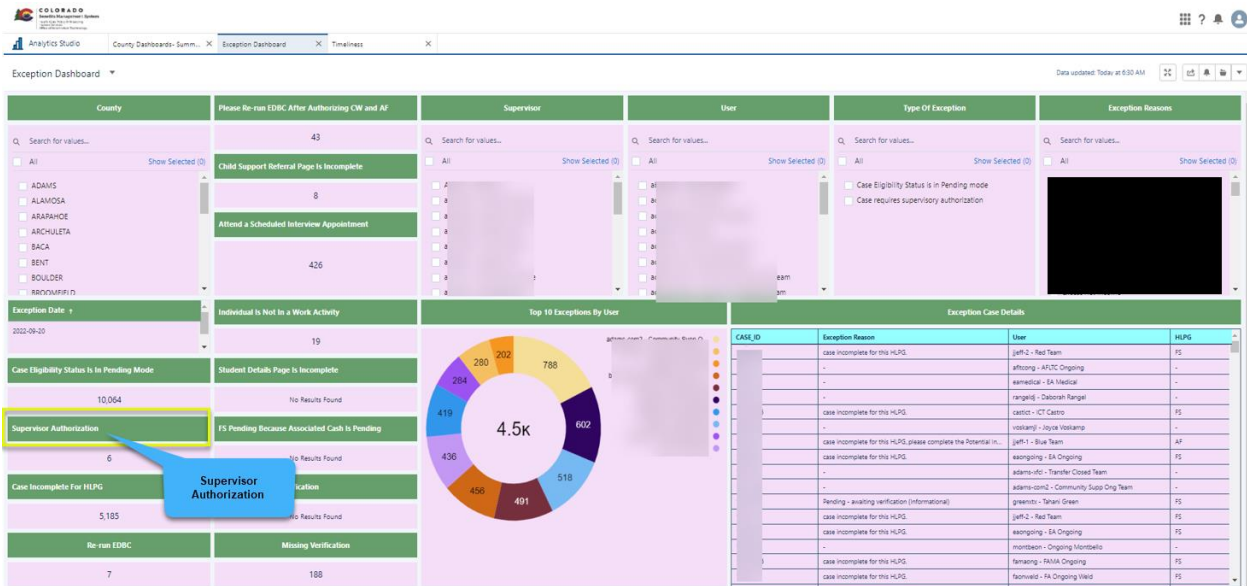 COLORADO
Benefits Management System
Analytics Studio
County Dashboards- Summ...
Exception Dashboard
Timeliness
Exception Dashboard
Data updated: Today at 6:30 AM
County
Search for values...
All
Show Selected (0)
ADAMS
ALAMOSA
ARAPAHOE
ARCHULETA
BACA
BENT
BOULDER
BROOMFIELD
Please Re-run EDBC After Authorizing CW and AF
43
Child Support Referral Page Is Incomplete
8
Attend a Scheduled Interview Appointment
426
Supervisor
Search for values...
All
Show Selected (0)
User
Search for values...
All
Show Selected (0)
eam
am
Type Of Exception
Search for values...
All
Show Selected (0)
Case Eligibility Status is in Pending mode
Case requires supervisory authorization
Exception Reasons
Search for values...
All
Show Selected (0)
Exception Date
2022-09-20
Case Eligibility Status Is In Pending Mode
10,064
Supervisor Authorization
6
Case Incomplete For HLPG
5,185
Re-run EDBC
7
Individual Is Not In a Work Activity
19
Student Details Page Is Incomplete
No Results Found
FS Pending Because Associated Cash Is Pending
No Results Found
No Results Found
Missing Verification
188
Supervisor
Authorization
Top 10 Exceptions By User
788
602
518
491
456
436
419
284
280
202
4.5K
Exception Case Details
CASE_ID Exception Reason User HLPG
case incomplete for this HLPG. jjeff-2 - Red Team FS
- afltcong - AFLTC Ongoing -
- eamedical - EA Medical -
- rangeldj - Deborah Rangel -
case incomplete for this HLPG. castict - ICT Castro FS
- voskamjl - Joyce Voskamp -
case incomplete for this HLPG, please complete the Potential In... jjeff-1 - Blue Team AF
case incomplete for this HLPG. eaongoing - EA Ongoing FS
- adams-xfcl - Transfer Closed Team -
- adams-com2 - Community Supp Ong Team -
Pending - awaiting verification (Informational) greenxtx - Tahani Green FS
case incomplete for this HLPG. jjeff-2 - Red Team FS
case incomplete for this HLPG. eaongoing - EA Ongoing FS
- montbeon - Ongoing Montbello -
case incomplete for this HLPG. famaong - FAMA Ongoing FS
case incomplete for this HLPG. faonweld - FA Ongoing Weld FS